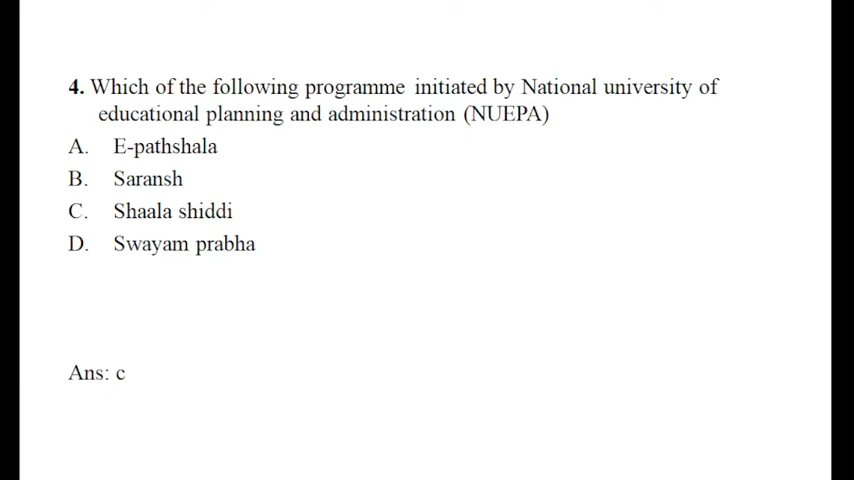 4. Which of the following programme initiated by National university of
educational planning and administration (NUEPA)
A. E-pathshala
B. Saransh
C. Shaala shiddi
D. Swayam prabha
Ans: c